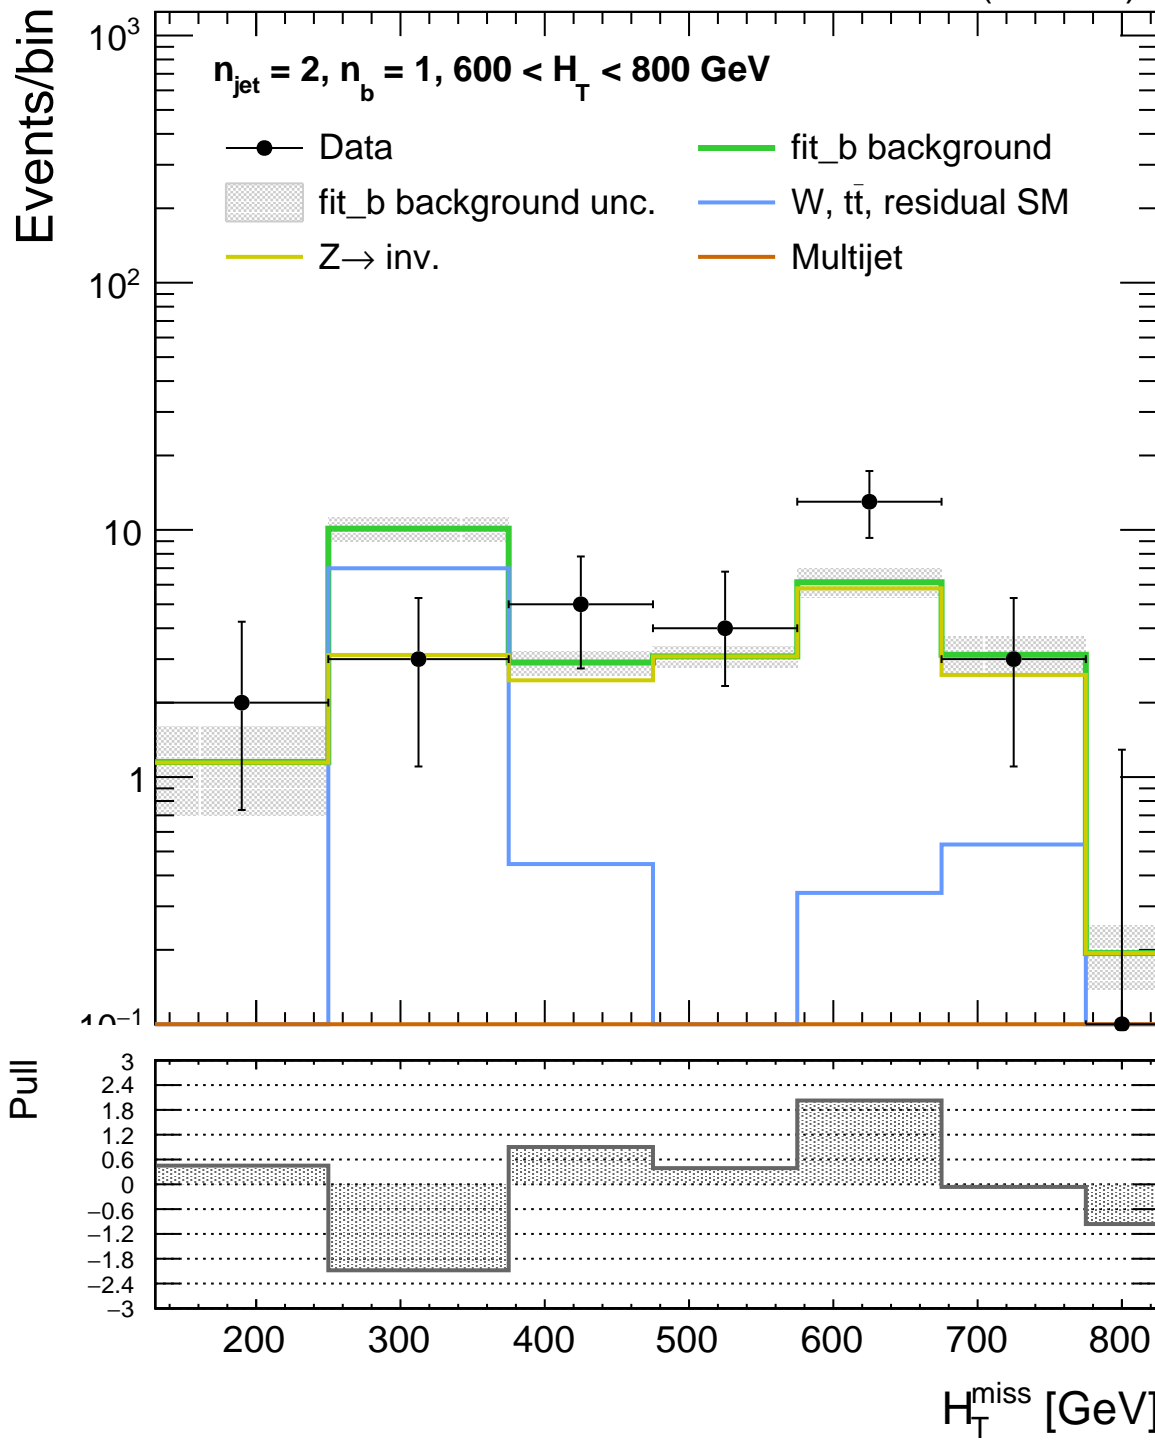 Events/bin
10³
n_jet = 2, n_b = 1, 600 < H_T < 800 GeV
Data
fit_b background
fit_b background unc.
W, tt̄, residual SM
Z→ inv.
Multijet
10²
10
1
10⁻¹
Pull
3
2.4
1.8
1.2
0.6
0
−0.6
−1.2
−1.8
−2.4
−3
200 300 400 500 600 700 800
H_T^miss [GeV]